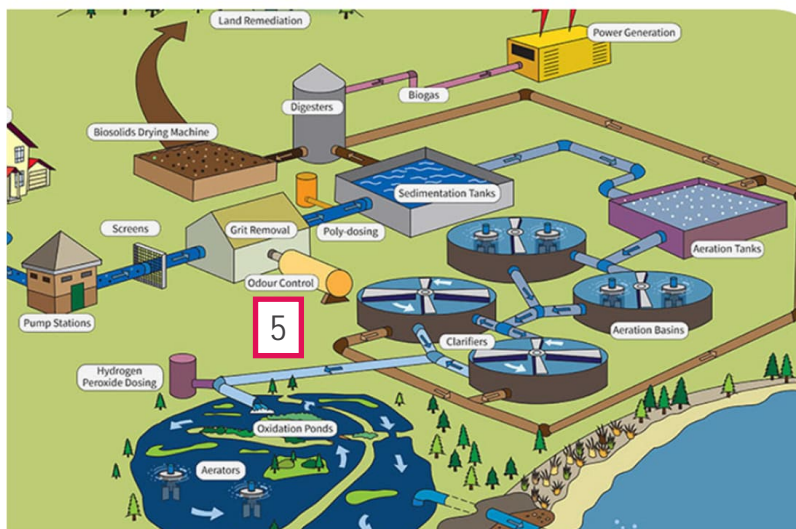 Land Remediation
Power Generation
Biogas
Digesters
Biosolids Drying Machine
Sedimentation Tanks
Screens
Grit Removal
Poly-dosing
Aeration Tanks
Odour Control
Pump Stations
5
Clarifiers
Aeration Basins
Hydrogen
Peroxide Dosing
Oxidation Ponds
Aerators